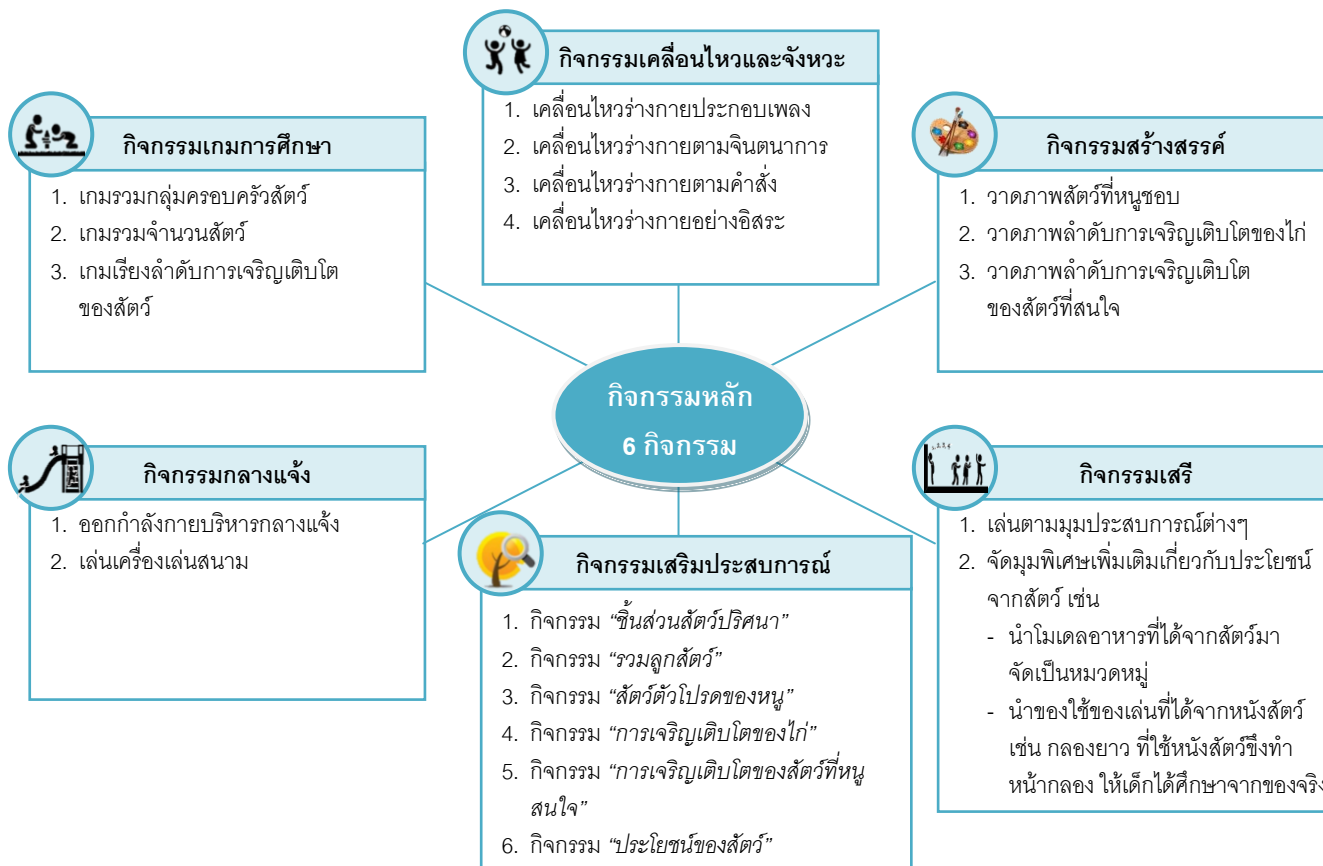 กิจกรรมเคลื่อนไหวและจังหวะ
1. เคลื่อนไหวร่างกายประกอบเพลง
2. เคลื่อนไหวร่างกายตามจินตนาการ
3. เคลื่อนไหวร่างกายตามคำสั่ง
4. เคลื่อนไหวร่างกายอย่างอิสระ
กิจกรรมเกมการศึกษา
1. เกมรวมกลุ่มครอบครัวสัตว์
2. เกมรวมจำนวนสัตว์
3. เกมเรียงลำดับการเจริญเติบโต
ของสัตว์
กิจกรรมสร้างสรรค์
1. วาดภาพสัตว์ที่หนูชอบ
2. วาดภาพลำดับการเจริญเติบโตของไก่
3. วาดภาพลำดับการเจริญเติบโต
ของสัตว์ที่สนใจ
กิจกรรมหลัก
6 กิจกรรม
กิจกรรมกลางแจ้ง
1. ออกกำลังกายบริหารกลางแจ้ง
2. เล่นเครื่องเล่นสนาม
กิจกรรมเสริมประสบการณ์
1. กิจกรรม “ชิ้นส่วนสัตว์ปริศนา”
2. กิจกรรม “รวมลูกสัตว์”
3. กิจกรรม “สัตว์ตัวโปรดของหนู”
4. กิจกรรม “การเจริญเติบโตของไก่”
5. กิจกรรม “การเจริญเติบโตของสัตว์ที่หนู
สนใจ”
6. กิจกรรม “ประโยชน์ของสัตว์”
กิจกรรมเสรี
1. เล่นตามมุมประสบการณ์ต่างๆ
2. จัดมุมพิเศษเพิ่มเติมเกี่ยวกับประโยชน์
จากสัตว์ เช่น
- นำโมเดลอาหารที่ได้จากสัตว์มา
จัดเป็นหมวดหมู่
- นำของใช้ของเล่นที่ได้จากหนังสัตว์
เช่น กลองยาว ที่ใช้หนังสัตว์ขึงทำ
หน้ากลอง ให้เด็กได้ศึกษาจากของจริง